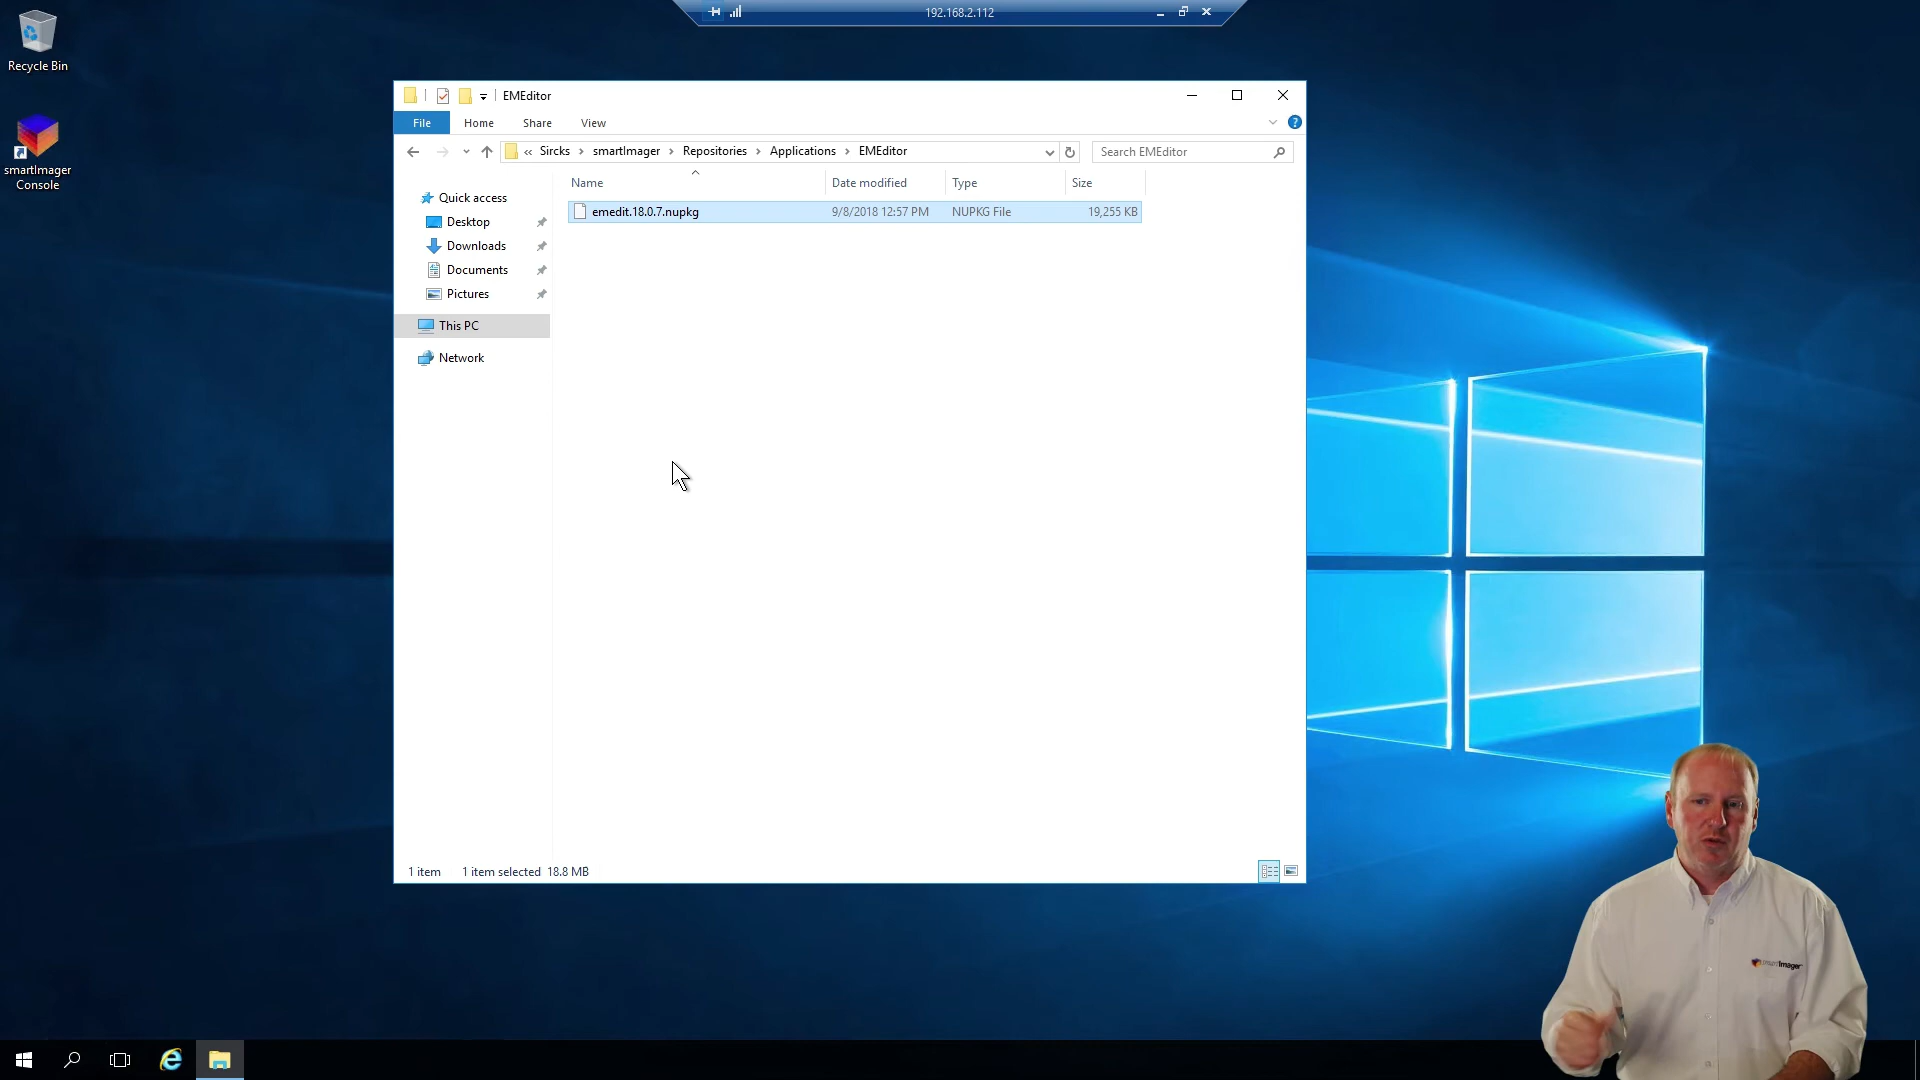 192.168.2.112
Recycle Bin
smartImager
Console
EMEditor
File Home Share View
« Sircks > smartImager > Repositories > Applications > EMEditor
Search EMEditor
Name Date modified Type Size
emedit.18.0.7.nupkg 9/8/2018 12:57 PM NUPKG File 19,255 KB
Quick access
Desktop
Downloads
Documents
Pictures
This PC
Network
1 item 1 item selected 18.8 MB
smartImager